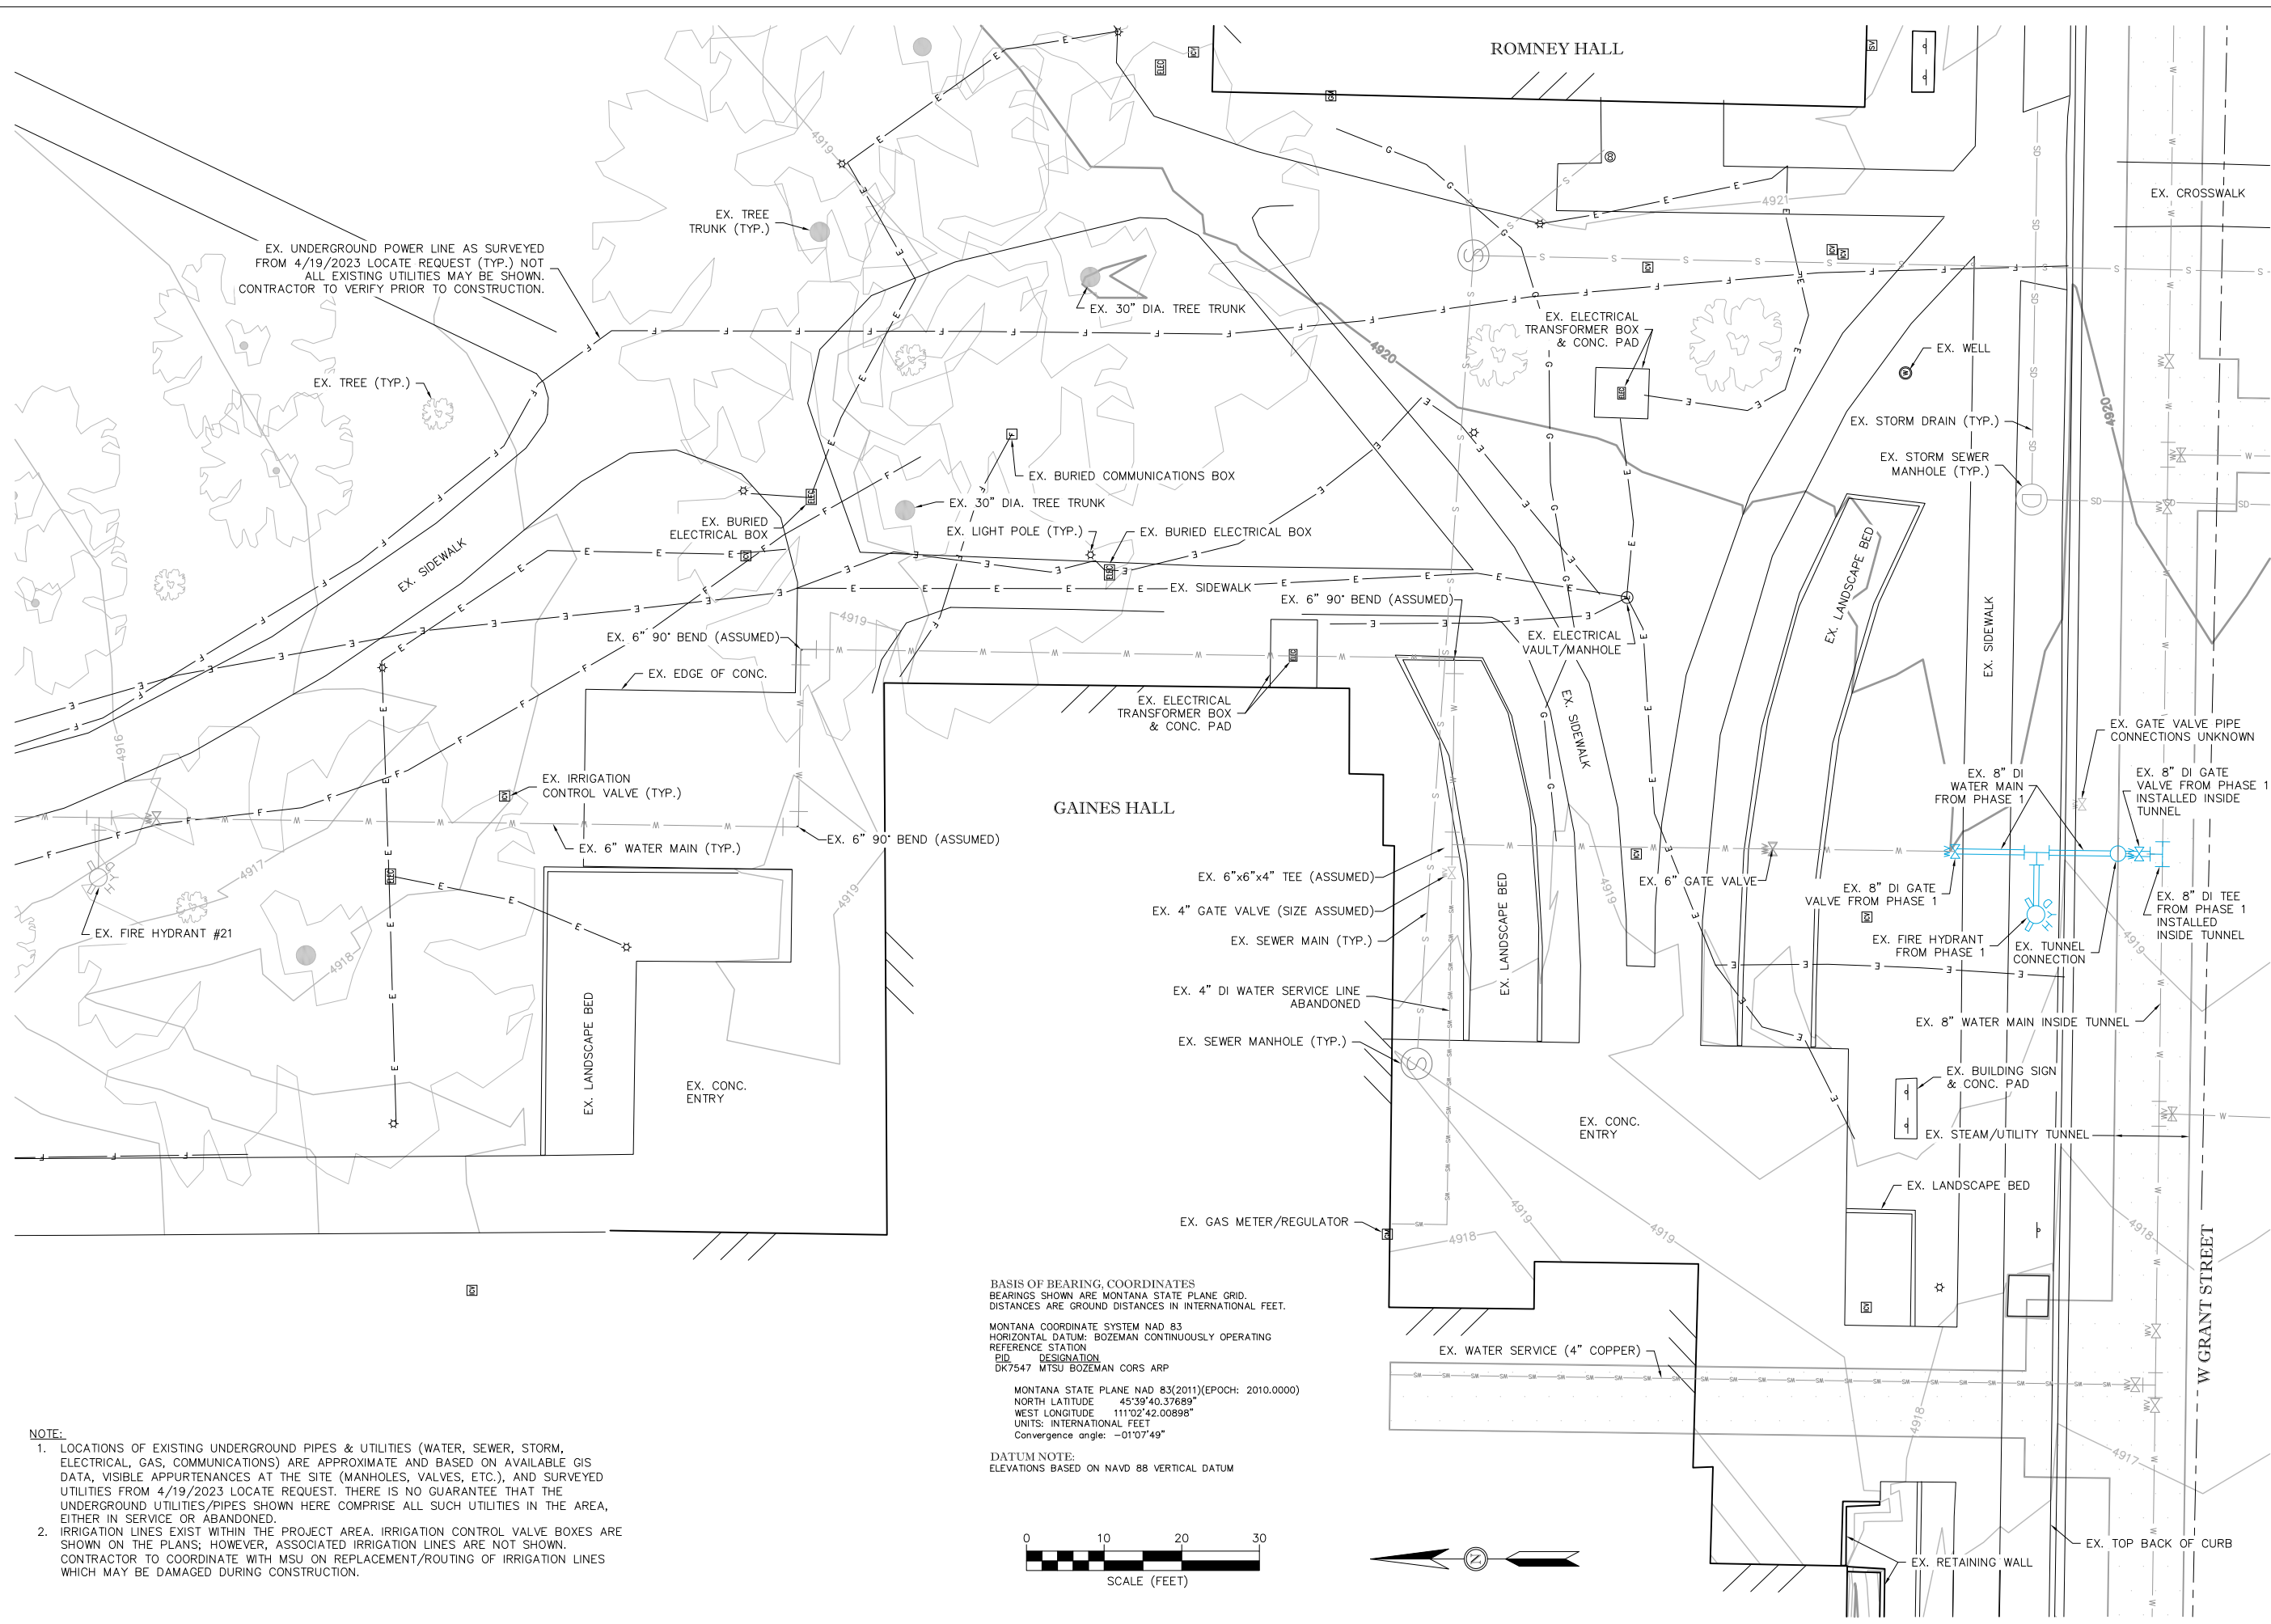 ROMNEY HALL
EX. CROSSWALK
EX. TREE
TRUNK (TYP.)
EX. UNDERGROUND POWER LINE AS SURVEYED
FROM 4/19/2023 LOCATE REQUEST (TYP.) NOT
ALL EXISTING UTILITIES MAY BE SHOWN.
CONTRACTOR TO VERIFY PRIOR TO CONSTRUCTION.
4919
4921
EX. 30" DIA. TREE TRUNK
EX. ELECTRICAL
TRANSFORMER BOX
& CONC. PAD
4920
EX. WELL
EX. TREE (TYP.)
4920
EX. STORM DRAIN (TYP.)
EX. STORM SEWER
MANHOLE (TYP.)
EX. BURIED COMMUNICATIONS BOX
EX. 30" DIA. TREE TRUNK
EX. BURIED
ELECTRICAL BOX
EX. LIGHT POLE (TYP.)
EX. BURIED ELECTRICAL BOX
EX. SIDEWALK
EX. SIDEWALK
EX. 6" 90° BEND (ASSUMED)
EX. LANDSCAPE BED
EX. SIDEWALK
4919
EX. 6" 90° BEND (ASSUMED)
EX. ELECTRICAL
VAULT/MANHOLE
EX. EDGE OF CONC.
EX. ELECTRICAL
TRANSFORMER BOX
& CONC. PAD
EX. SIDEWALK
4916
EX. GATE VALVE PIPE
CONNECTIONS UNKNOWN
EX. IRRIGATION
CONTROL VALVE (TYP.)
EX. 8" DI
WATER MAIN
FROM PHASE 1
EX. 8" DI GATE
VALVE FROM PHASE 1
INSTALLED INSIDE
TUNNEL
GAINES HALL
EX. 6" WATER MAIN (TYP.)
EX. 6" 90° BEND (ASSUMED)
4917
4919
EX. 6"x6"x4" TEE (ASSUMED)
EX. 6" GATE VALVE
4919
EX. 8" DI GATE
VALVE FROM PHASE 1
EX. 8" DI TEE
FROM PHASE 1
INSTALLED
INSIDE TUNNEL
EX. 4" GATE VALVE (SIZE ASSUMED)
EX. FIRE HYDRANT #21
EX. SEWER MAIN (TYP.)
EX. LANDSCAPE BED
EX. FIRE HYDRANT
FROM PHASE 1
EX. TUNNEL
CONNECTION
4919
4918
EX. 4" DI WATER SERVICE LINE
ABANDONED
EX. 8" WATER MAIN INSIDE TUNNEL
EX. SEWER MANHOLE (TYP.)
EX. LANDSCAPE BED
EX. CONC.
ENTRY
EX. BUILDING SIGN
& CONC. PAD
EX. CONC.
ENTRY
EX. STEAM/UTILITY TUNNEL
EX. LANDSCAPE BED
EX. GAS METER/REGULATOR
4918
4919
4919
4918
W GRANT STREET
BASIS OF BEARING, COORDINATES
BEARINGS SHOWN ARE MONTANA STATE PLANE GRID.
DISTANCES ARE GROUND DISTANCES IN INTERNATIONAL FEET.
MONTANA COORDINATE SYSTEM NAD 83
HORIZONTAL DATUM: BOZEMAN CONTINUOUSLY OPERATING
REFERENCE STATION
PID DESIGNATION
DK7547 MTSU BOZEMAN CORS ARP
MONTANA STATE PLANE NAD 83(2011)(EPOCH: 2010.0000)
NORTH LATITUDE 45°39'40.37689"
WEST LONGITUDE 111°02'42.00898"
UNITS: INTERNATIONAL FEET
Convergence angle: -01°07'49"
DATUM NOTE:
ELEVATIONS BASED ON NAVD 88 VERTICAL DATUM
EX. WATER SERVICE (4" COPPER)
4918
4917
NOTE:
1. LOCATIONS OF EXISTING UNDERGROUND PIPES & UTILITIES (WATER, SEWER, STORM,
ELECTRICAL, GAS, COMMUNICATIONS) ARE APPROXIMATE AND BASED ON AVAILABLE GIS
DATA, VISIBLE APPURTENANCES AT THE SITE (MANHOLES, VALVES, ETC.), AND SURVEYED
UTILITIES FROM 4/19/2023 LOCATE REQUEST. THERE IS NO GUARANTEE THAT THE
UNDERGROUND UTILITIES/PIPES SHOWN HERE COMPRISE ALL SUCH UTILITIES IN THE AREA,
EITHER IN SERVICE OR ABANDONED.
2. IRRIGATION LINES EXIST WITHIN THE PROJECT AREA. IRRIGATION CONTROL VALVE BOXES ARE
SHOWN ON THE PLANS; HOWEVER, ASSOCIATED IRRIGATION LINES ARE NOT SHOWN.
CONTRACTOR TO COORDINATE WITH MSU ON REPLACEMENT/ROUTING OF IRRIGATION LINES
WHICH MAY BE DAMAGED DURING CONSTRUCTION.
0 10 20 30
SCALE (FEET)
N
EX. TOP BACK OF CURB
EX. RETAINING WALL